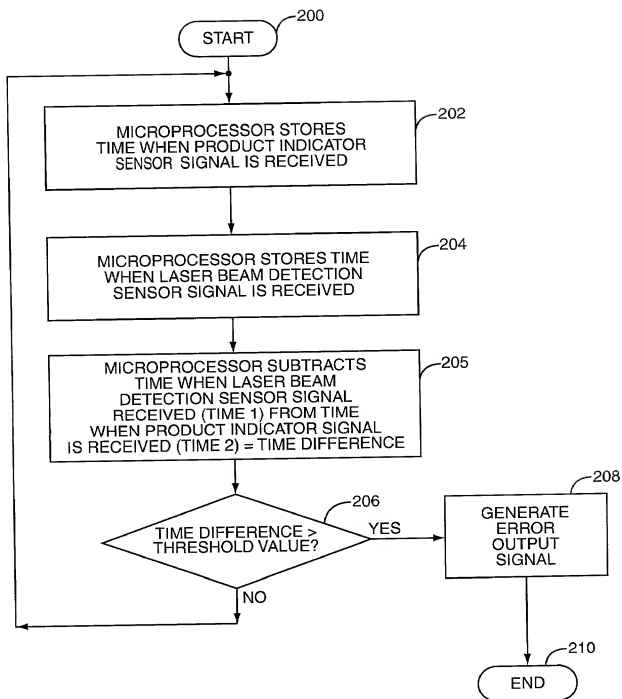 200
START
202
MICROPROCESSOR STORES
TIME WHEN PRODUCT INDICATOR
SENSOR SIGNAL IS RECEIVED
204
MICROPROCESSOR STORES TIME
WHEN LASER BEAM DETECTION
SENSOR SIGNAL IS RECEIVED
205
MICROPROCESSOR SUBTRACTS
TIME WHEN LASER BEAM
DETECTION SENSOR SIGNAL
RECEIVED (TIME 1) FROM TIME
WHEN PRODUCT INDICATOR SIGNAL
IS RECEIVED (TIME 2) = TIME DIFFERENCE
206
TIME DIFFERENCE >
THRESHOLD VALUE?
YES
NO
208
GENERATE
ERROR
OUTPUT
SIGNAL
210
END